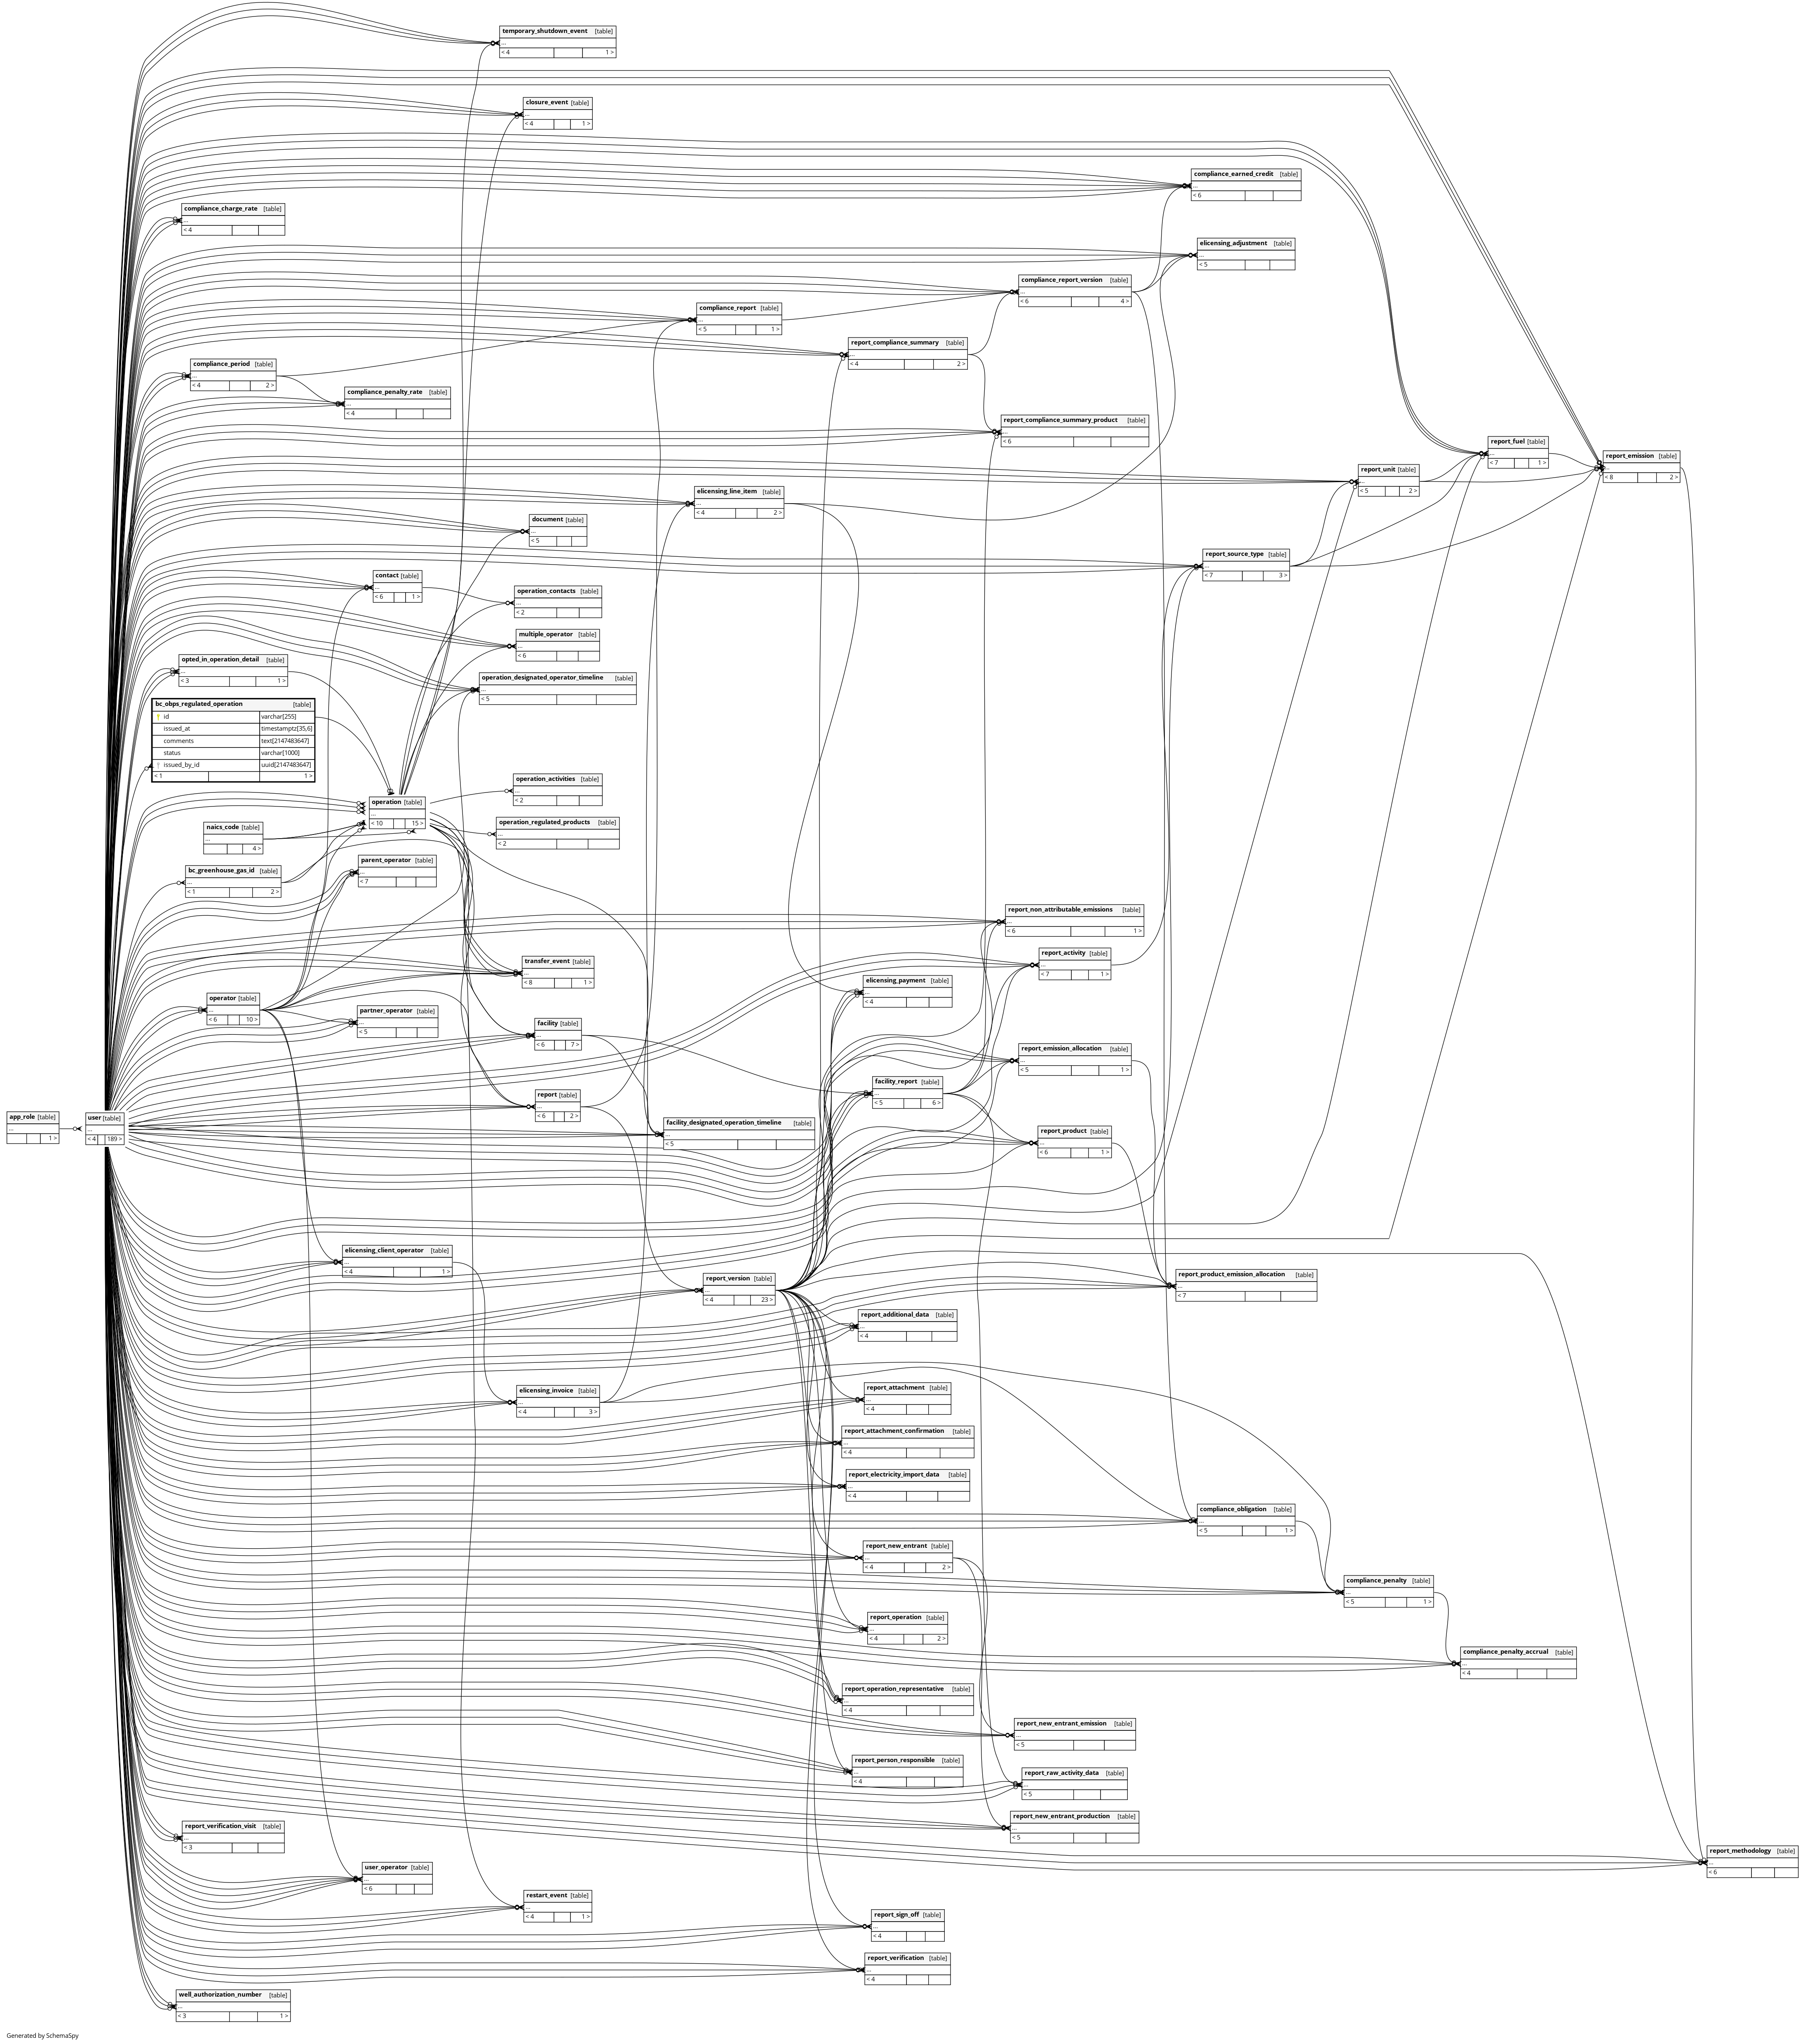 temporary_shutdown_event [table]
...
< 4 1 >
closure_event [table]
...
< 4 1 >
compliance_earned_credit [table]
...
< 6
compliance_charge_rate [table]
...
< 4
elicensing_adjustment [table]
...
< 5
compliance_report_version [table]
...
< 6 4 >
compliance_report [table]
...
< 5 1 >
report_compliance_summary [table]
...
< 4 2 >
compliance_period [table]
...
< 4 2 >
compliance_penalty_rate [table]
...
< 4
report_compliance_summary_product [table]
...
< 6
report_fuel [table]
...
< 7 1 >
report_emission [table]
...
< 8 2 >
report_unit [table]
...
< 5 2 >
elicensing_line_item [table]
...
< 4 2 >
document [table]
...
< 5
report_source_type [table]
...
< 7 3 >
contact [table]
...
< 6 1 >
operation_contacts [table]
...
< 2
multiple_operator [table]
...
< 6
opted_in_operation_detail [table]
...
< 3 1 >
operation_designated_operator_timeline [table]
...
< 5
bc_obps_regulated_operation [table]
id varchar[255]
issued_at timestamptz[35,6]
comments text[2147483647]
status varchar[1000]
issued_by_id uuid[2147483647]
< 1 1 >
operation_activities [table]
...
< 2
operation [table]
...
< 10 15 >
operation_regulated_products [table]
...
< 2
naics_code [table]
...
4 >
parent_operator [table]
...
< 7
bc_greenhouse_gas_id [table]
...
< 1 2 >
report_non_attributable_emissions [table]
...
< 6 1 >
report_activity [table]
...
< 7 1 >
transfer_event [table]
...
< 8 1 >
elicensing_payment [table]
...
< 4
operator [table]
...
< 6 10 >
partner_operator [table]
...
< 5
facility [table]
...
< 6 7 >
report_emission_allocation [table]
...
< 5 1 >
facility_report [table]
...
< 5 6 >
report [table]
...
< 6 2 >
app_role [table]
...
1 >
user [table]
...
< 4 189 >
facility_designated_operation_timeline [table]
...
< 5
report_product [table]
...
< 6 1 >
elicensing_client_operator [table]
...
< 4 1 >
report_version [table]
...
< 4 23 >
report_product_emission_allocation [table]
...
< 7
report_additional_data [table]
...
< 4
elicensing_invoice [table]
...
< 4 3 >
report_attachment [table]
...
< 4
report_attachment_confirmation [table]
...
< 4
report_electricity_import_data [table]
...
< 4
compliance_obligation [table]
...
< 5 1 >
report_new_entrant [table]
...
< 4 2 >
compliance_penalty [table]
...
< 5 1 >
report_operation [table]
...
< 4 2 >
compliance_penalty_accrual [table]
...
< 4
report_operation_representative [table]
...
< 4
report_new_entrant_emission [table]
...
< 5
report_person_responsible [table]
...
< 4
report_raw_activity_data [table]
...
< 5
report_new_entrant_production [table]
...
< 5
report_verification_visit [table]
...
< 3
report_methodology [table]
...
< 6
user_operator [table]
...
< 6
restart_event [table]
...
< 4 1 >
report_sign_off [table]
...
< 4
report_verification [table]
...
< 4
well_authorization_number [table]
...
< 3 1 >
Generated by SchemaSpy